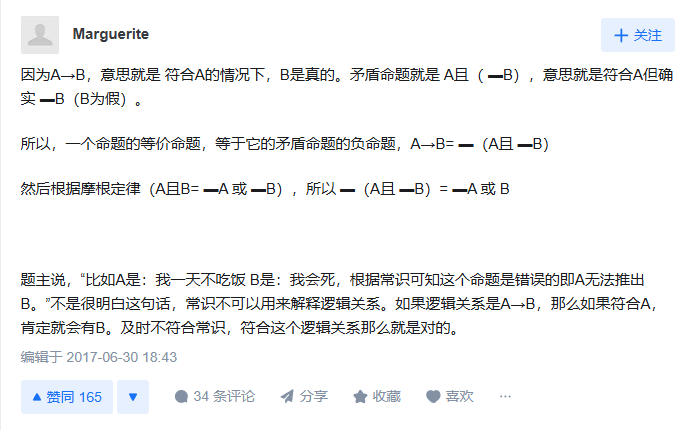 Marguerite
+ 关注
因为A→B，意思就是 符合A的情况下，B是真的。矛盾命题就是 A且（ ▬B），意思就是符合A但确
实 ▬B（B为假）。
所以，一个命题的等价命题，等于它的矛盾命题的负命题，A→B= ▬（A且 ▬B）
然后根据摩根定律（A且B= ▬A 或 ▬B），所以 ▬（A且 ▬B）= ▬A 或 B
题主说，“比如A是：我一天不吃饭 B是：我会死，根据常识可知这个命题是错误的即A无法推出
B。”不是很明白这句话，常识不可以用来解释逻辑关系。如果逻辑关系是A→B，那么如果符合A，
肯定就会有B。及时不符合常识，符合这个逻辑关系那么就是对的。
编辑于 2017-06-30 18:43
▲ 赞同 165 ▼ 34 条评论 分享 收藏 喜欢 ···